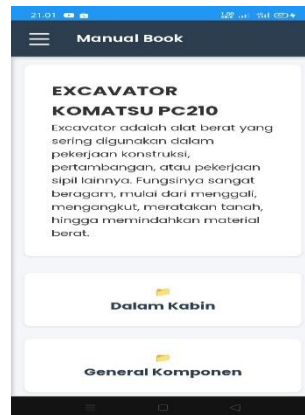 21.01
Manual Book
EXCAVATOR
KOMATSU PC210
Excavator adalah alat berat yang
sering digunakan dalam
pekerjaan konstruksi,
pertambangan, atau pekerjaan
sipil lainnya. Fungsinya sangat
beragam, mulai dari menggali,
mengangkut, meratakan tanah,
hingga memindahkan material
berat.
Dalam Kabin
General Komponen